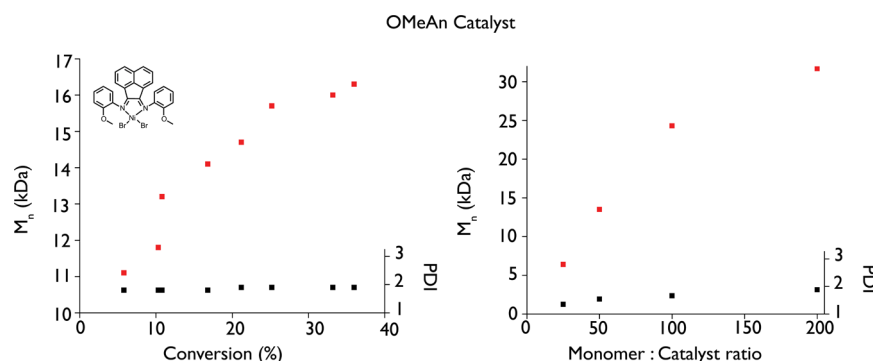 OMeAn Catalyst
17
16
15
14
13
12
11
10
Mn (kDa)
N
N
O
Ni
O
Br
Br
3
2
1
PDI
0
10
20
30
40
Conversion (%)
30
25
20
15
10
5
0
Mn (kDa)
3
2
1
PDI
0
50
100
150
200
Monomer : Catalyst ratio